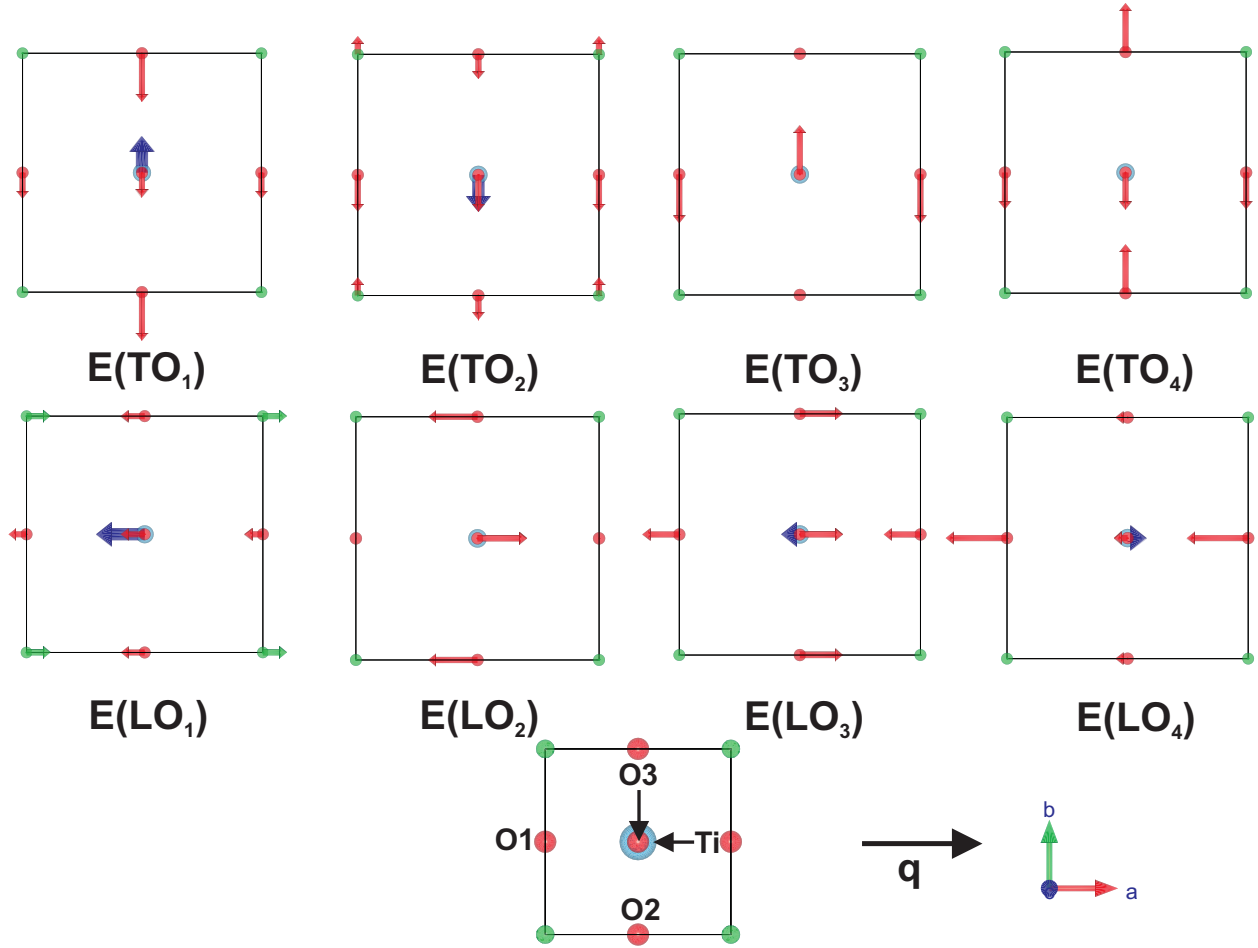 E(TO₁) E(TO₂) E(TO₃) E(TO₄)
E(LO₁) E(LO₂) E(LO₃) E(LO₄)
O3
O1 Ti
O2
q
b
a